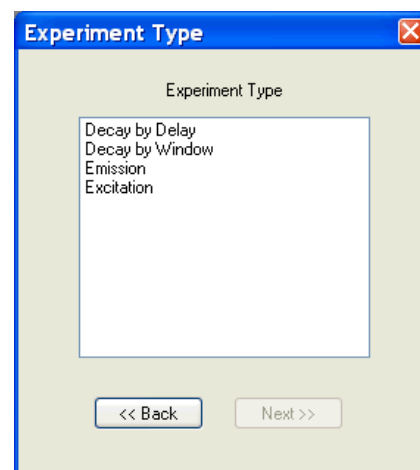 Experiment Type
Experiment Type
Decay by Delay
Decay by Window
Emission
Excitation
<< Back
Next >>